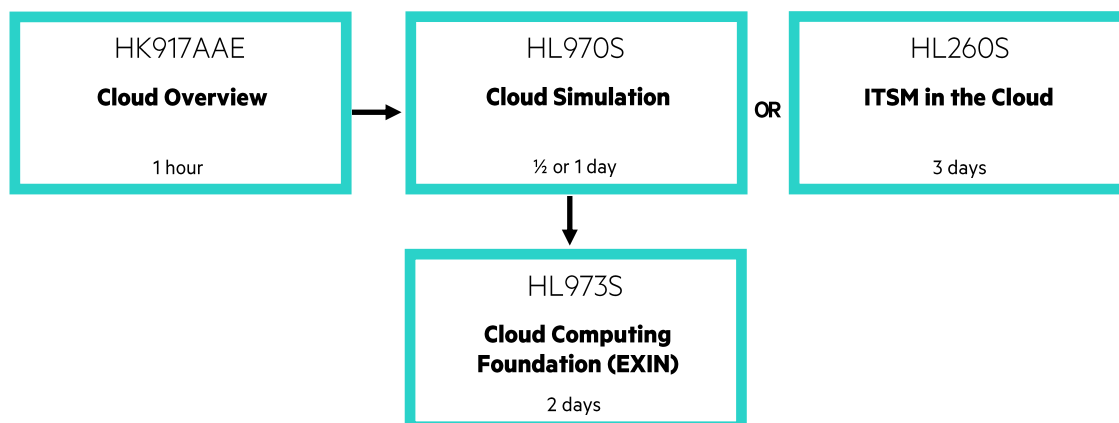 HK917AAE
Cloud Overview
1 hour
HL970S
Cloud Simulation
½ or 1 day
OR
HL260S
ITSM in the Cloud
3 days
HL973S
Cloud Computing
Foundation (EXIN)
2 days